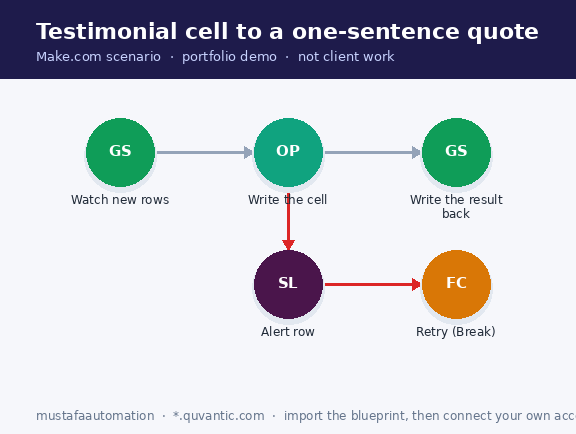 Testimonial cell to a one-sentence quote
Make.com scenario · portfolio demo · not client work
GS
OP
GS
Watch new rows
Write the cell
Write the result
back
SL
FC
Alert row
Retry (Break)
mustafaautomation · *.quvantic.com · import the blueprint, then connect your own